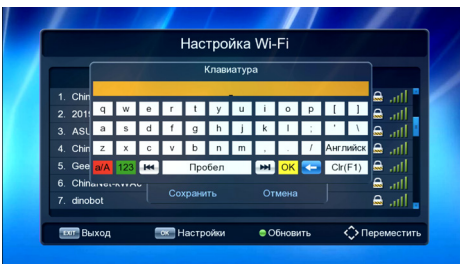 Настройка Wi-Fi
Клавиатура
1. Chin
2. 201
3. ASU
4. Chin
5. Gee
6. ChinaNet-kWAC
7. dinobot
q w e r t y u i o p [ ]
a s d f g h j k l ; ' \
z x c v b n m , . / Английск
a/A 123 Пробел OK Clr(F1)
Сохранить Отмена
EXIT Выход OK Настройки Обновить Переместить